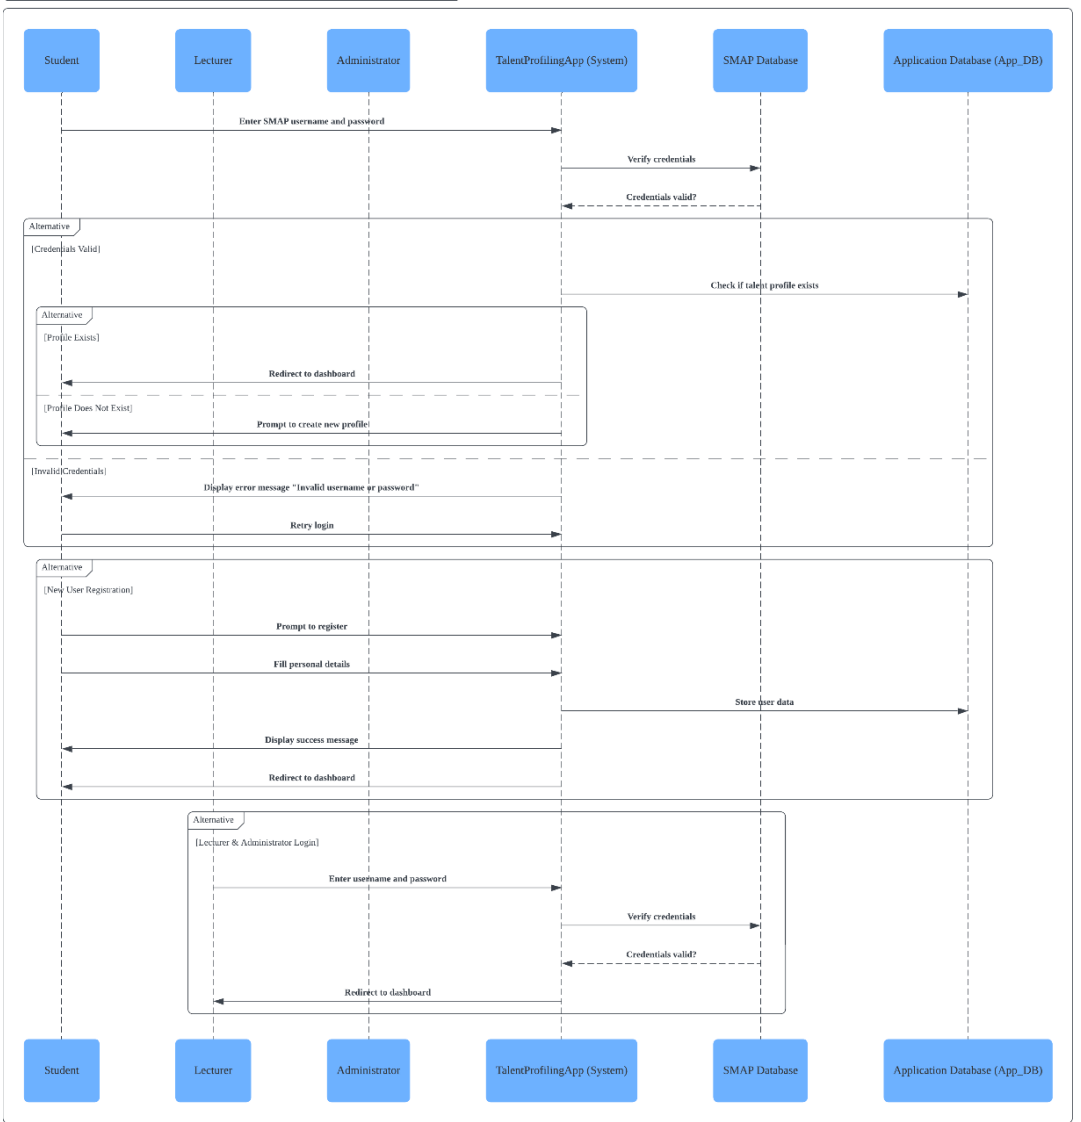 Student
Lecturer
Administrator
TalentProfilingApp (System)
SMAP Database
Application Database (App_DB)
Enter SMAP username and password
Verify credentials
Credentials valid?
Alternative
[Credentials Valid]
Check if talent profile exists
Alternative
[Profile Exists]
Redirect to dashboard
[Profile Does Not Exist]
Prompt to create new profile
[Invalid Credentials]
Display error message "Invalid username or password"
Retry login
Alternative
[New User Registration]
Prompt to register
Fill personal details
Store user data
Display success message
Redirect to dashboard
Alternative
[Lecturer & Administrator Login]
Enter username and password
Verify credentials
Credentials valid?
Redirect to dashboard
Student
Lecturer
Administrator
TalentProfilingApp (System)
SMAP Database
Application Database (App_DB)